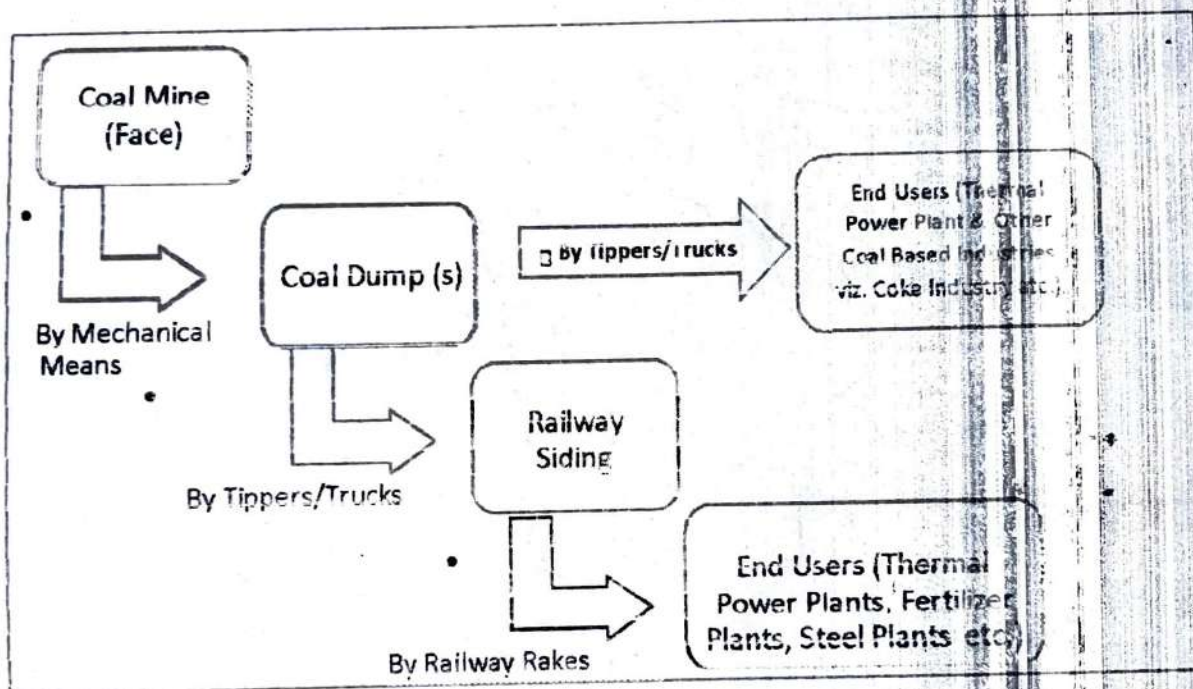 Coal Mine
(Face)
By Mechanical
Means
Coal Dump (s)
By Tippers/Trucks
End Users (Thermal
Power Plant & Other
Coal Based Industries
viz. Coke Industry etc.)
By Tippers/Trucks
Railway
Siding
By Railway Rakes
End Users (Thermal
Power Plants, Fertilizer
Plants, Steel Plants etc.)